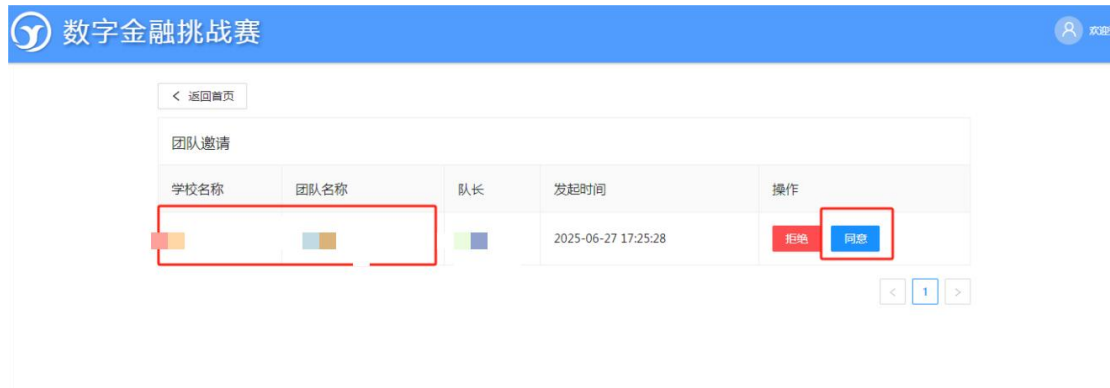 数字金融挑战赛
欢迎
< 返回首页
团队邀请
学校名称 团队名称 队长 发起时间 操作
2025-06-27 17:25:28 拒绝 同意
< 1 >